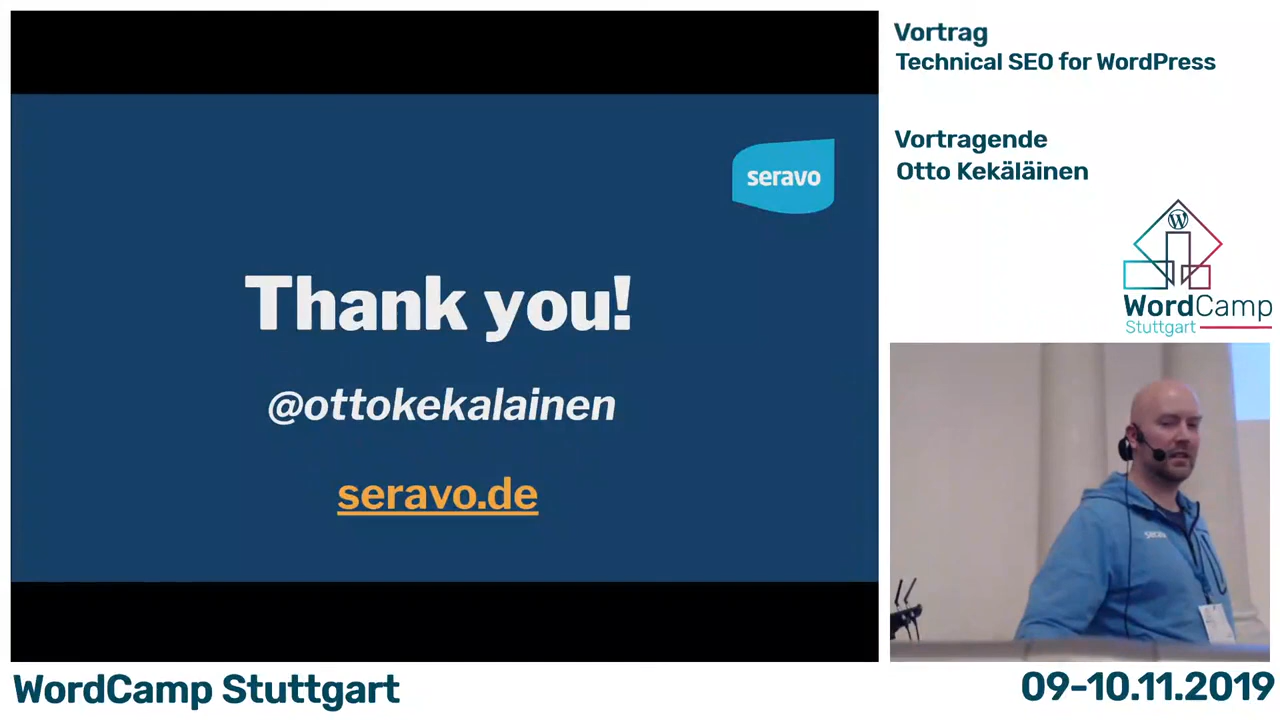 seravo
Thank you!
@ottokekalainen
seravo.de
Vortrag
Technical SEO for WordPress
Vortragende
Otto Kekäläinen
WordCamp
Stuttgart
seravo
WordCamp Stuttgart
09-10.11.2019